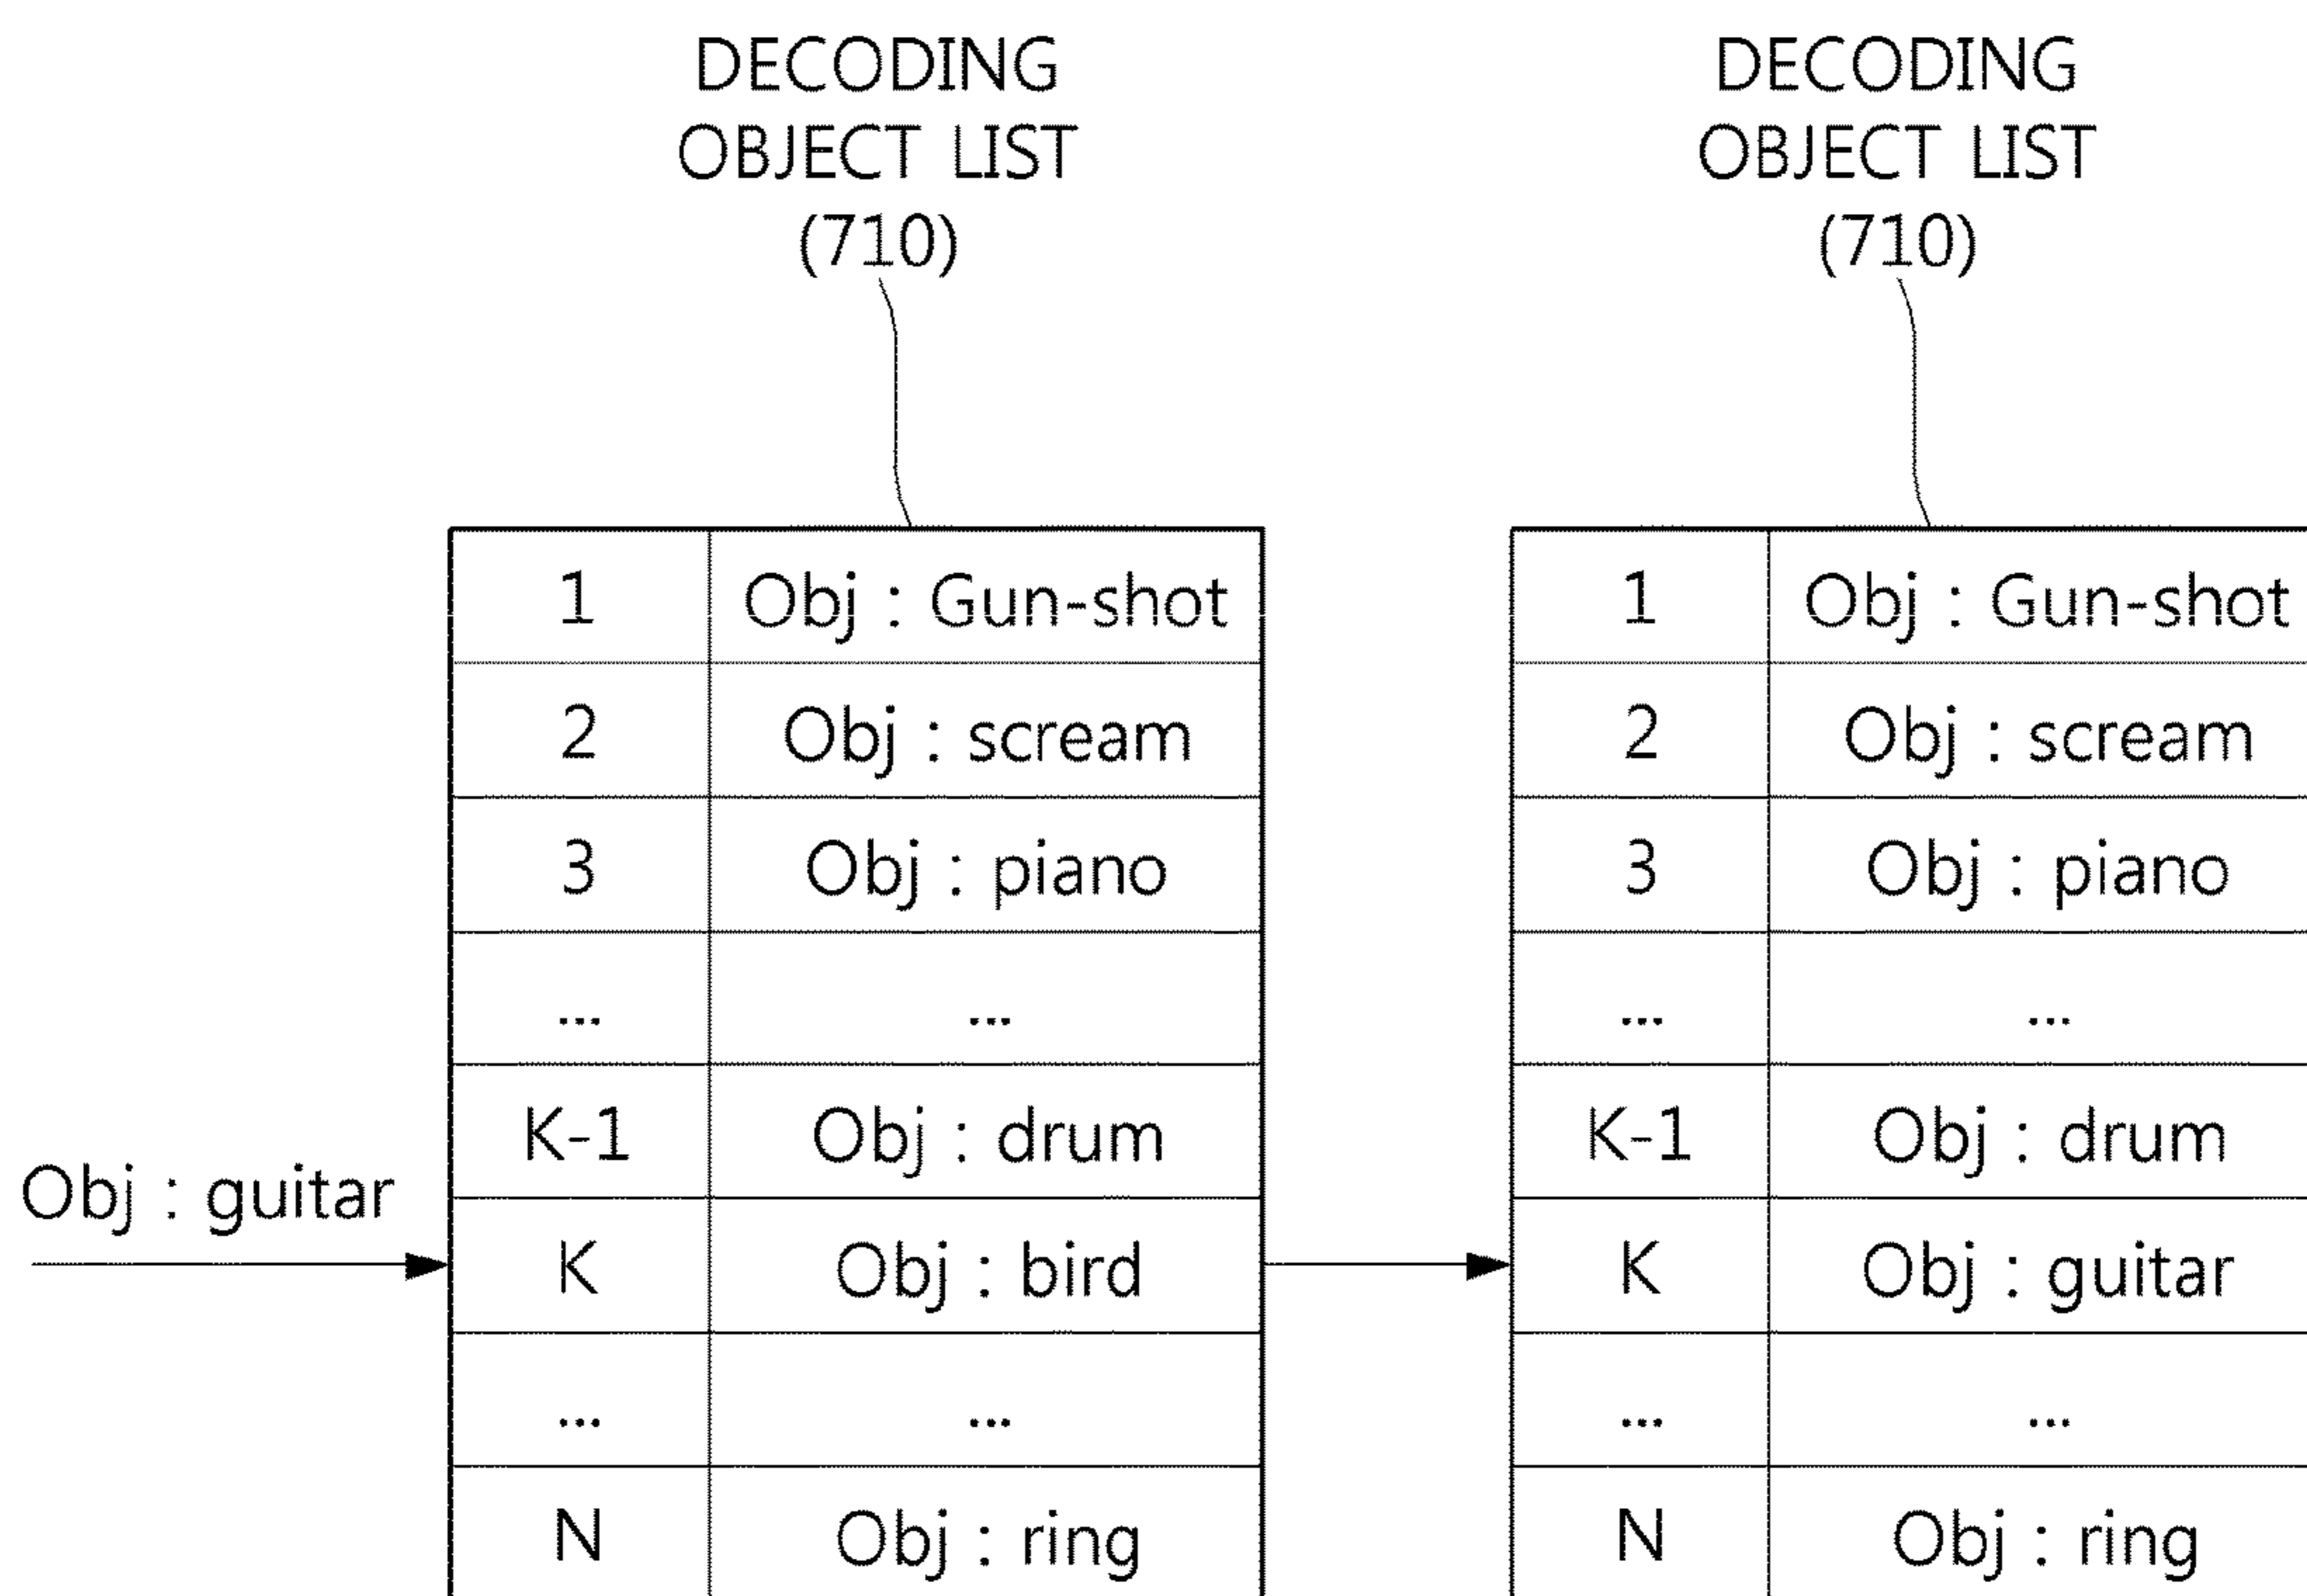 DECODING
OBJECT LIST
(710)
DECODING
OBJECT LIST
(710)
Obj : guitar
1 Obj : Gun-shot
2 Obj : scream
3 Obj : piano
... ...
K-1 Obj : drum
K Obj : bird
... ...
N Obj : ring
1 Obj : Gun-shot
2 Obj : scream
3 Obj : piano
... ...
K-1 Obj : drum
K Obj : guitar
... ...
N Obj : ring